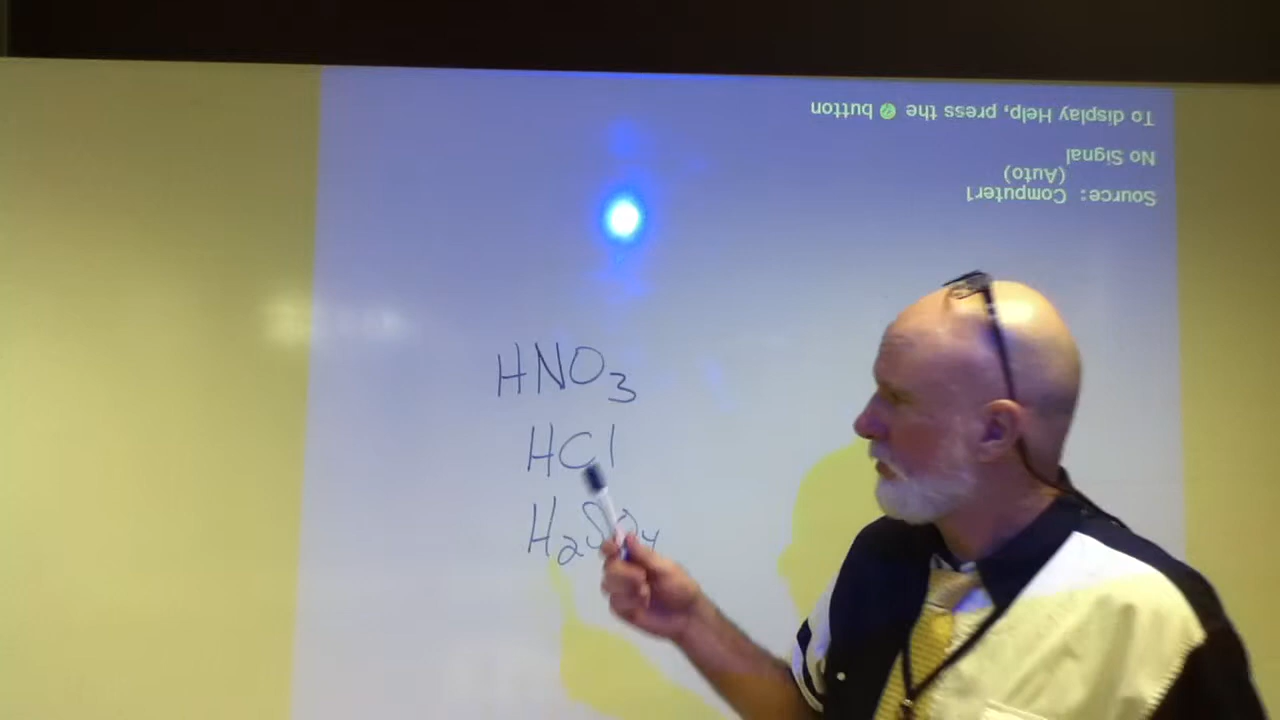 To display Help, press the ? button
No Signal
(Auto)
Source: Computer1
HNO3
HCl
H2SO4